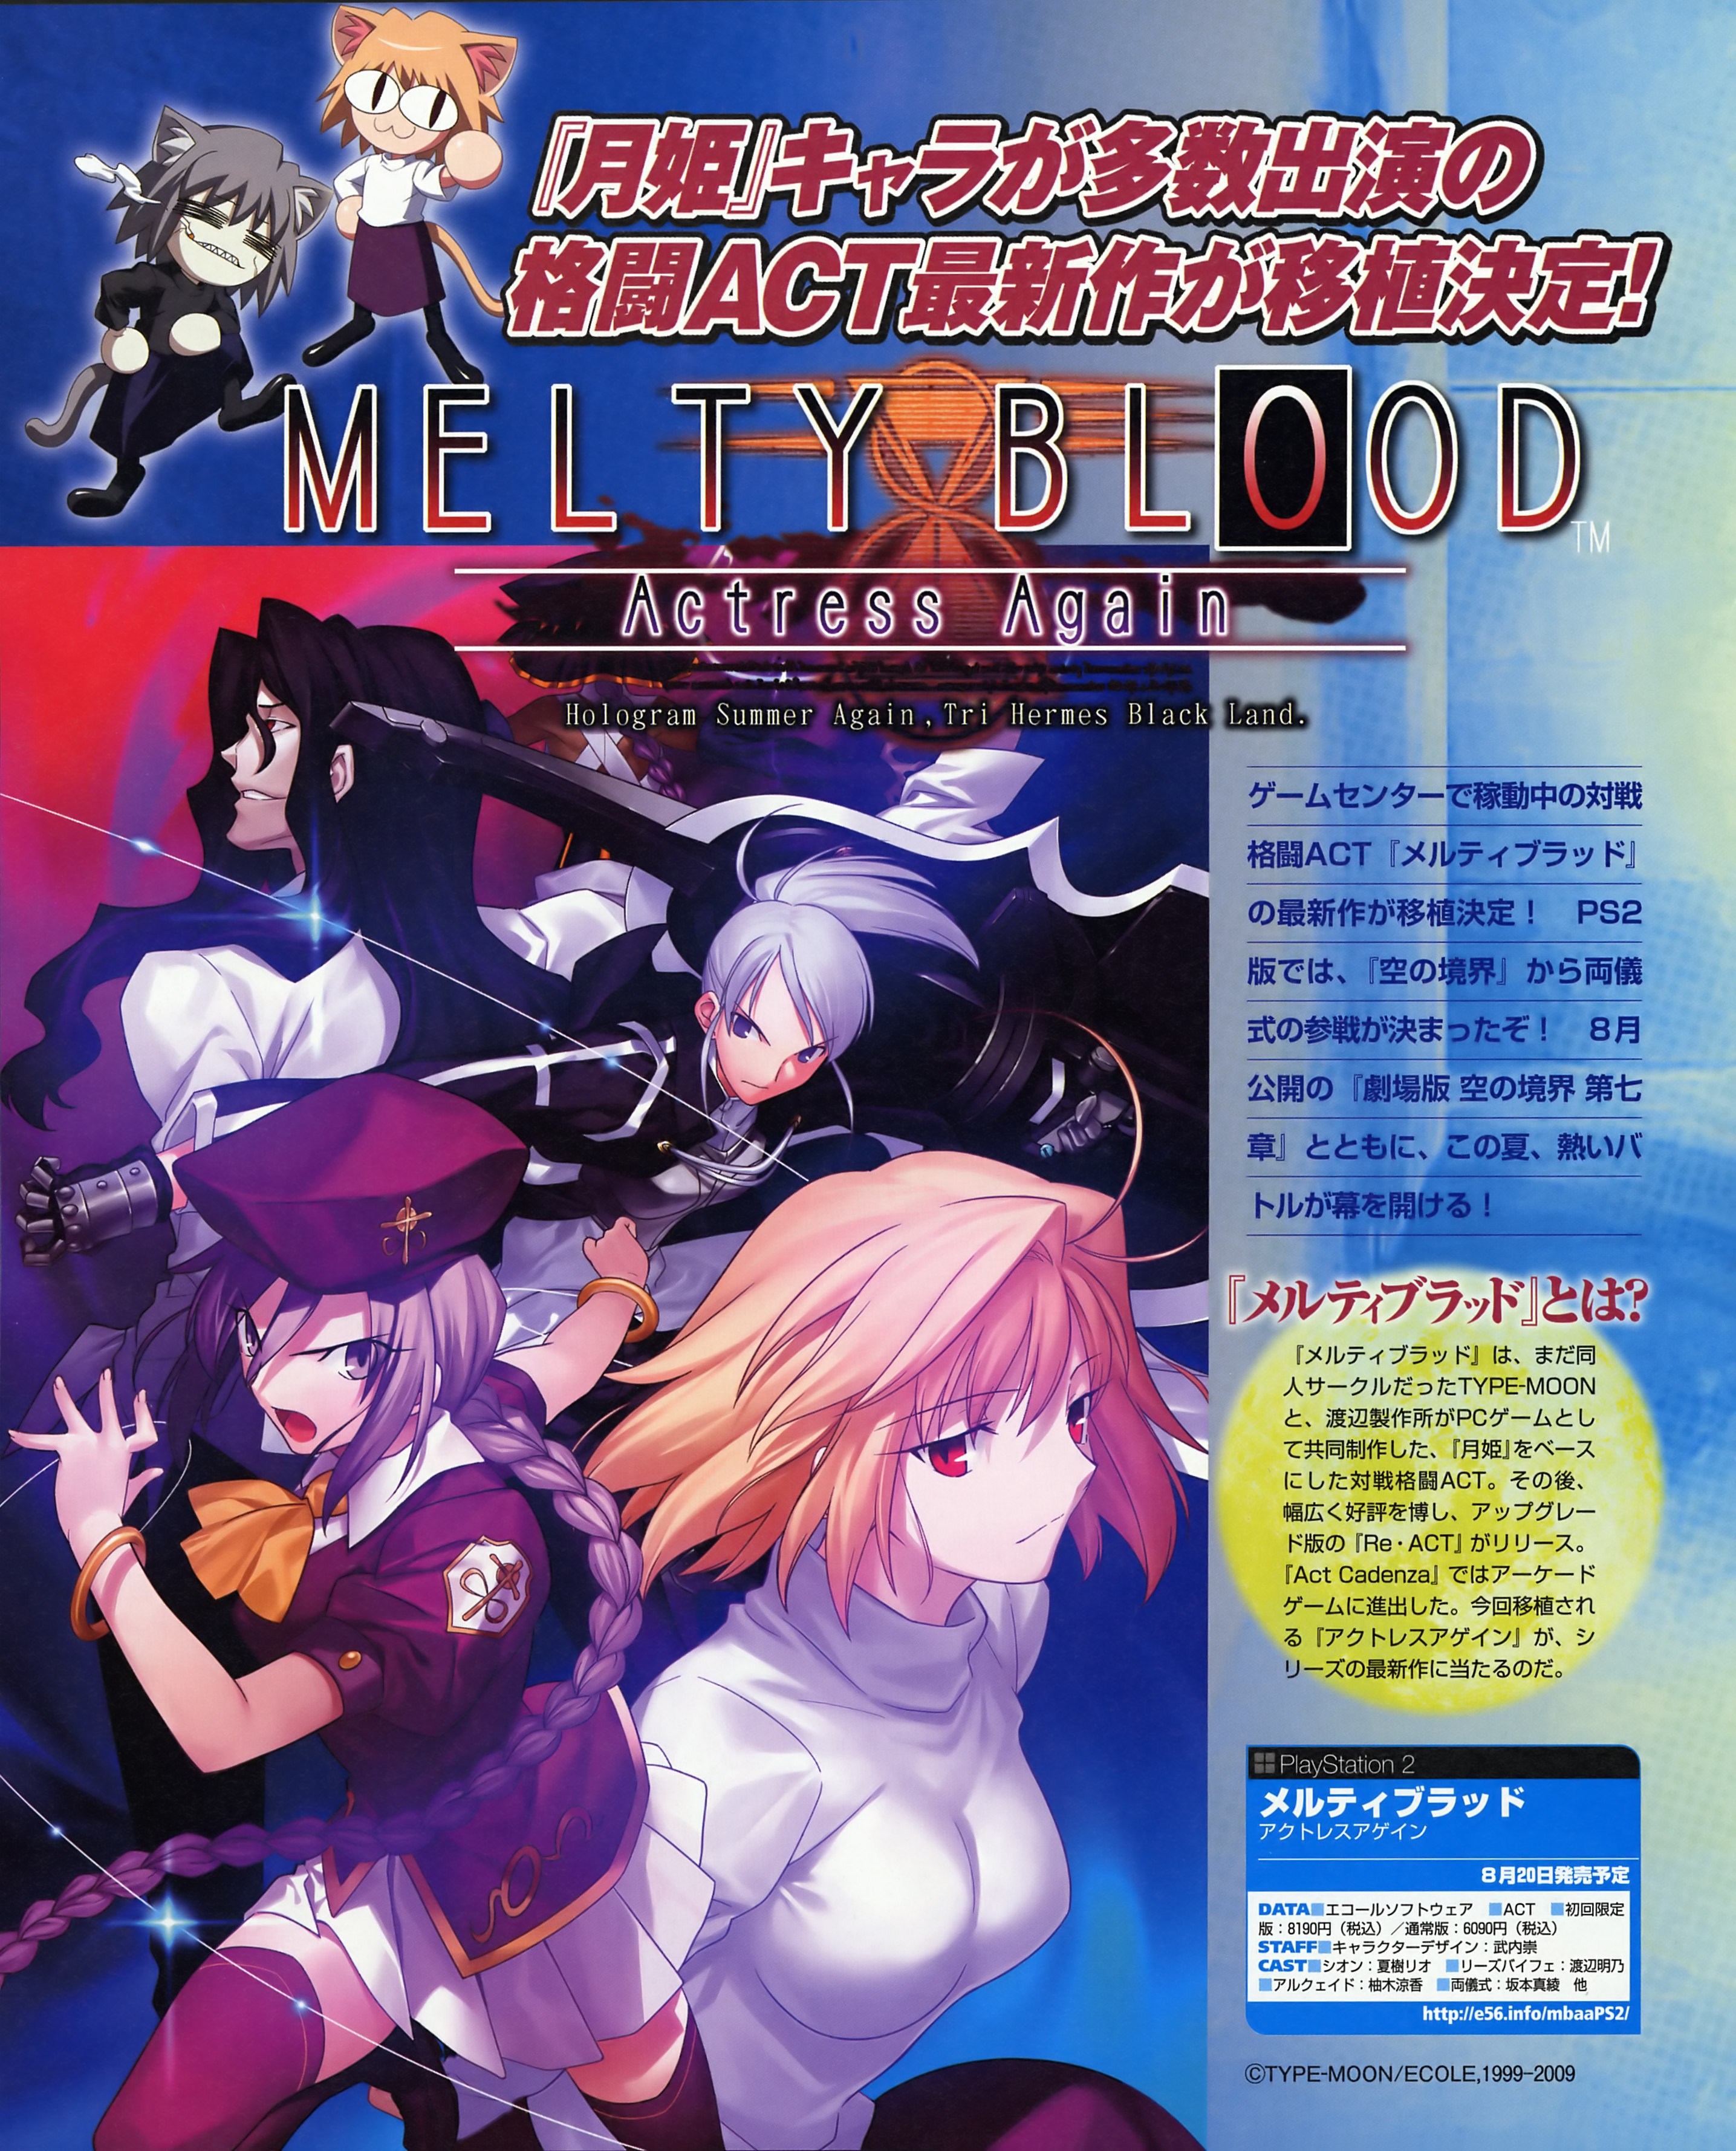 『月姫』キャラが多数出演の
格闘ACT最新作が移植決定!
MELTY BLOOD
TM
Actress Again
Hologram Summer Again, Tri Hermes Black Land.
ゲームセンターで稼動中の対戦
格闘ACT『メルティブラッド』
の最新作が移植決定！　PS2
版では、『空の境界』から両儀
式の参戦が決まったぞ！　8月
公開の『劇場版 空の境界 第七
章』とともに、この夏、熱いバ
トルが幕を開ける！
『メルティブラッド』とは?
『メルティブラッド』は、まだ同
人サークルだったTYPE-MOON
と、渡辺製作所がPCゲームとし
て共同制作した、『月姫』をベース
にした対戦格闘ACT。その後、
幅広く好評を博し、アップグレー
ド版の『Re・ACT』がリリース。
『Act Cadenza』ではアーケード
ゲームに進出した。今回移植され
る『アクトレスアゲイン』が、シ
リーズの最新作に当たるのだ。
PlayStation 2
メルティブラッド
アクトレスアゲイン
8月20日発売予定
DATA■エコールソフトウェア　■ACT　■初回限定
版：8190円（税込）／通常版：6090円（税込）
STAFF■キャラクターデザイン：武内崇
CAST■シオン：夏樹リオ　■リーズバイフェ：渡辺明乃
■アルクェイド：柚木涼香　■両儀式：坂本真綾　他
http://e56.info/mbaaPS2/
©TYPE-MOON/ECOLE,1999-2009